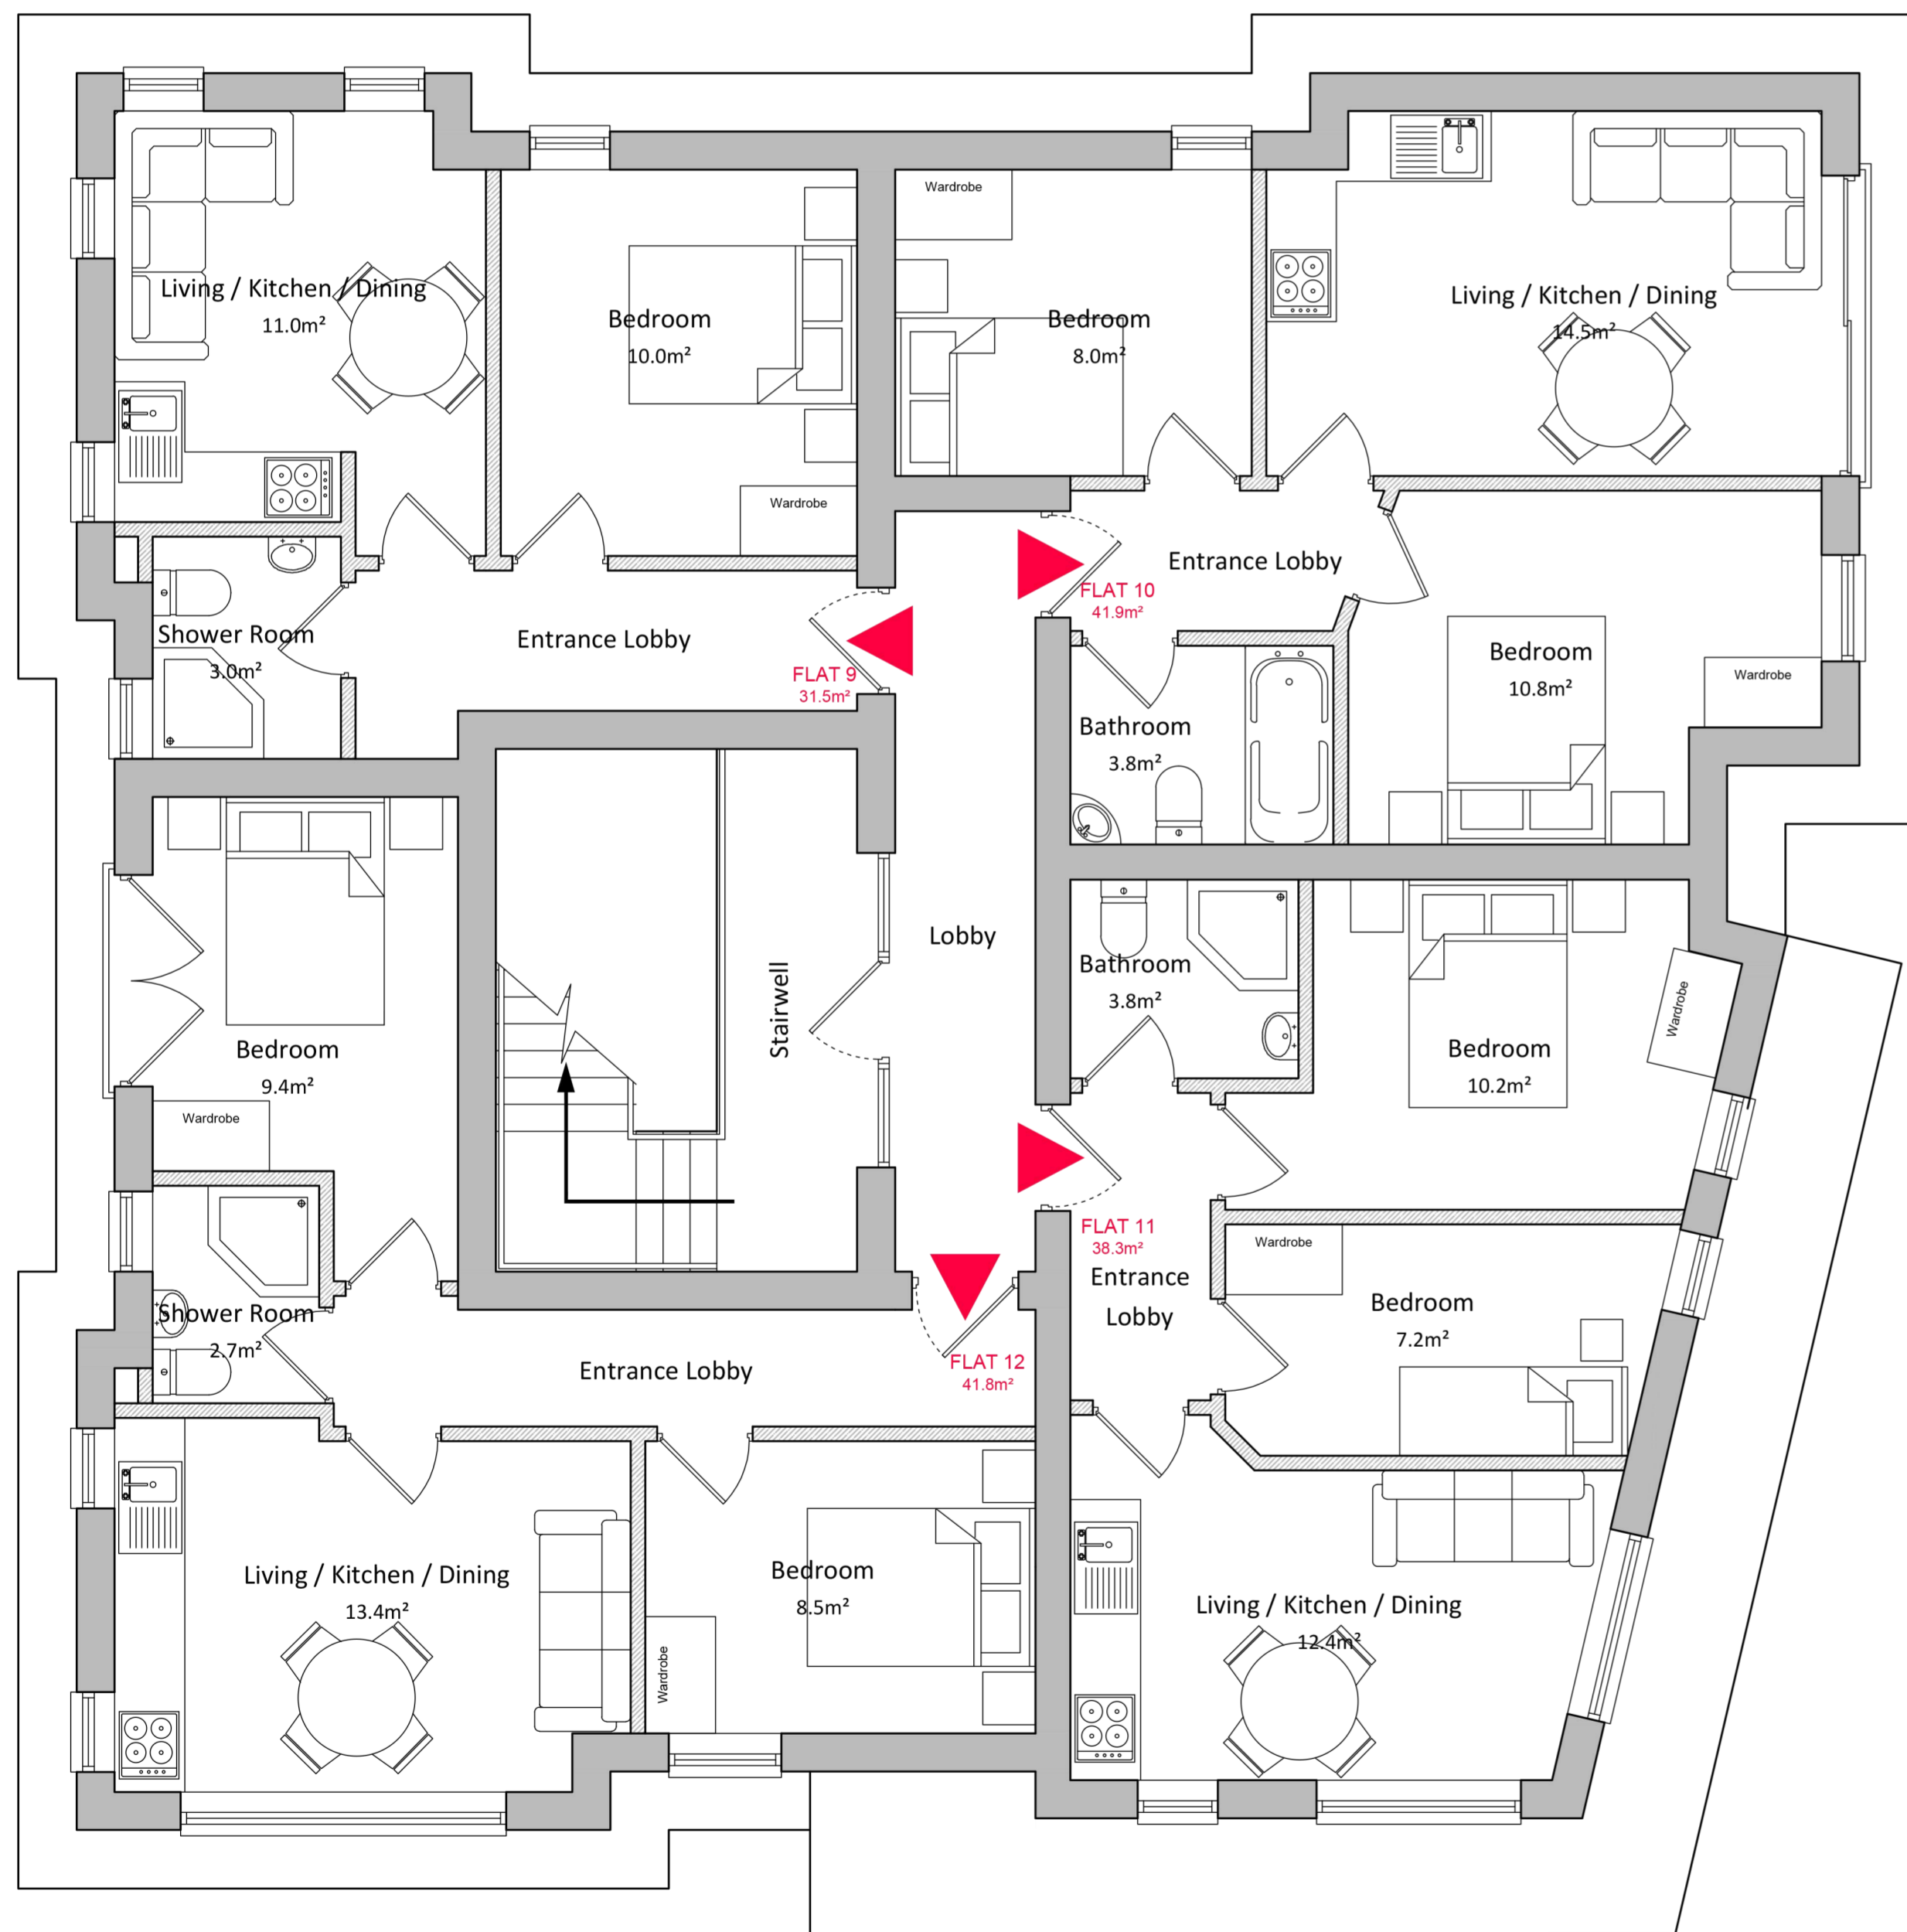 Living / Kitchen / Dining
11.0m²
Bedroom
10.0m²
Wardrobe
Wardrobe
Bedroom
8.0m²
Living / Kitchen / Dining
14.5m²
Shower Room
3.0m²
Entrance Lobby
FLAT 9
31.5m²
FLAT 10
41.9m²
Entrance Lobby
Bathroom
3.8m²
Bedroom
10.8m²
Wardrobe
Lobby
Stairwell
Bedroom
9.4m²
Wardrobe
Bathroom
3.8m²
Bedroom
10.2m²
Wardrobe
FLAT 11
38.3m²
Entrance
Lobby
Wardrobe
Bedroom
7.2m²
Shower Room
2.7m²
Entrance Lobby
FLAT 12
41.8m²
Living / Kitchen / Dining
13.4m²
Bedroom
8.5m²
Wardrobe
Living / Kitchen / Dining
12.4m²